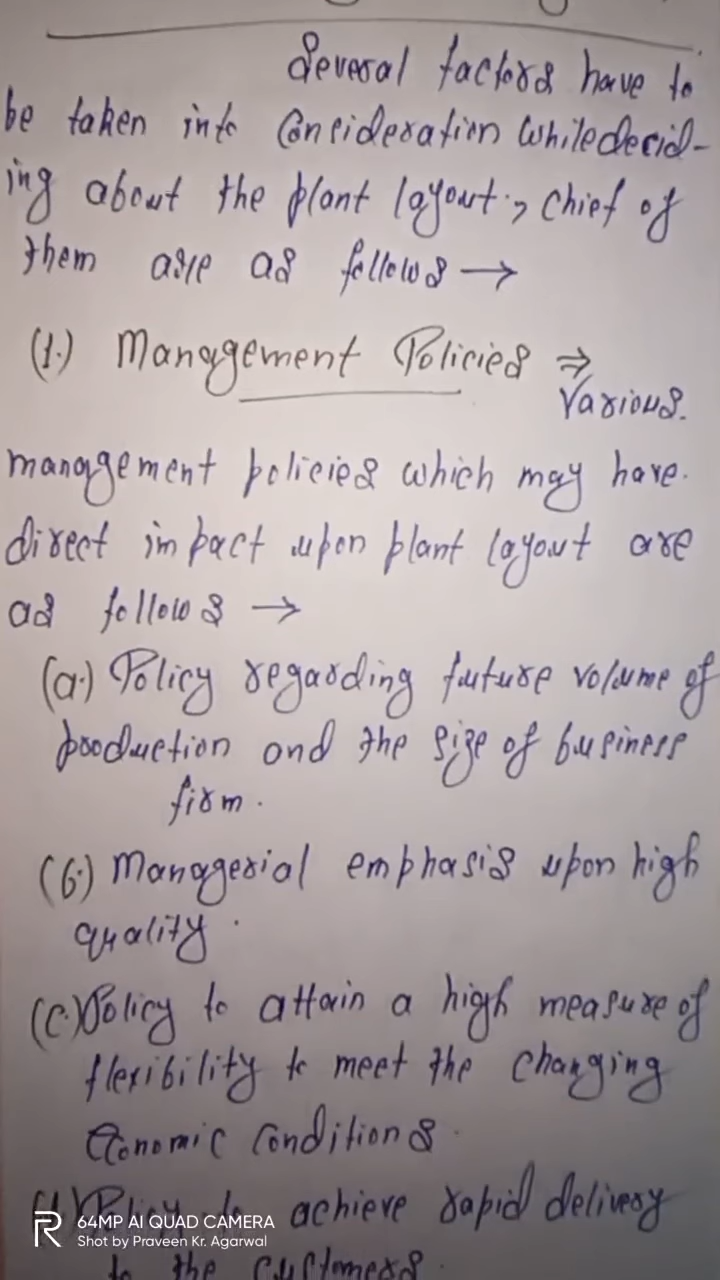 Several factors have to
be taken into Consideration while decid-
ing about the plant layout, chief of
them are as follows →
(1.) Management Policies ⇒
Various
management policies which may have
direct impact upon plant layout are
as follows →
(a.) Policy regarding future volume of
production and the size of business
firm.
(b.) Managerial emphasis upon high
quality.
(c.) Policy to attain a high measure of
flexibility to meet the changing
Economic Conditions.
(d.) Policy to achieve rapid delivery
to the customers.
64MP AI QUAD CAMERA
Shot by Praveen Kr. Agarwal